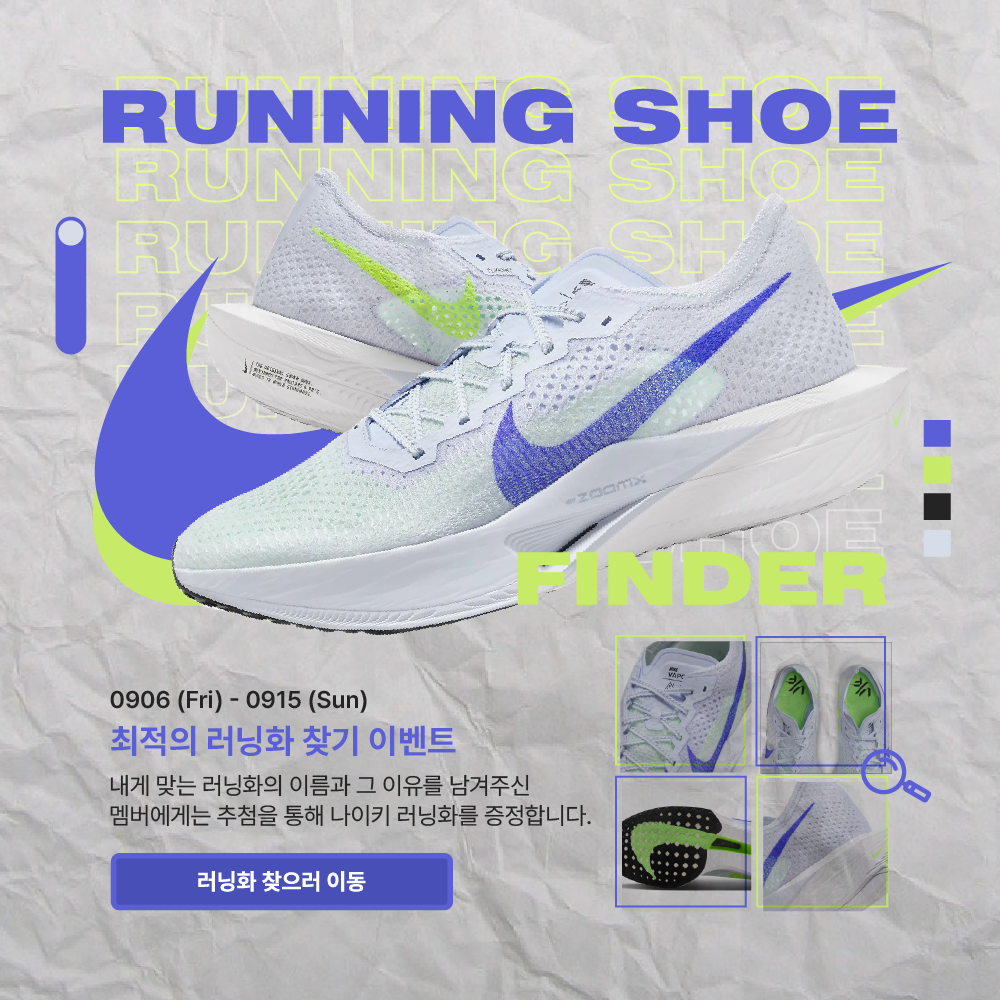 RUNNING SHOE
RUNNING SHOE
RUNNING SHOE
ZOOMX
FINDER
VAPO
0906 (Fri) - 0915 (Sun)
최적의 러닝화 찾기 이벤트
내게 맞는 러닝화의 이름과 그 이유를 남겨주신
멤버에게는 추첨을 통해 나이키 러닝화를 증정합니다.
러닝화 찾으러 이동